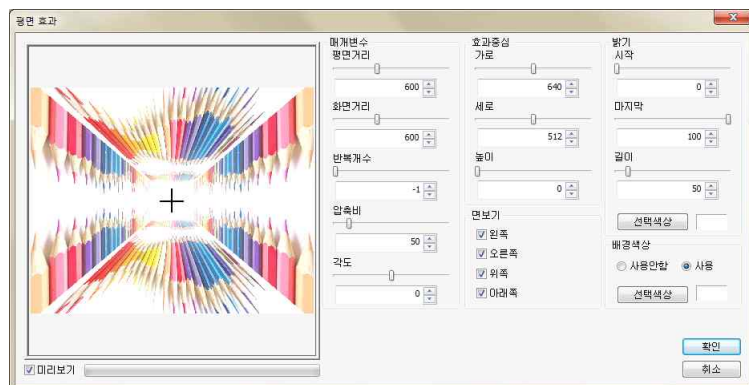 평면 효과
매개변수
평면거리
600
화면거리
600
반복개수
-1
압축비
50
각도
0
효과중심
가로
640
세로
512
높이
0
면보기
왼쪽
오른쪽
위쪽
아래쪽
밝기
시작
0
마지막
100
길이
50
선택색상
배경색상
사용안함 사용
선택색상
미리보기
확인
취소